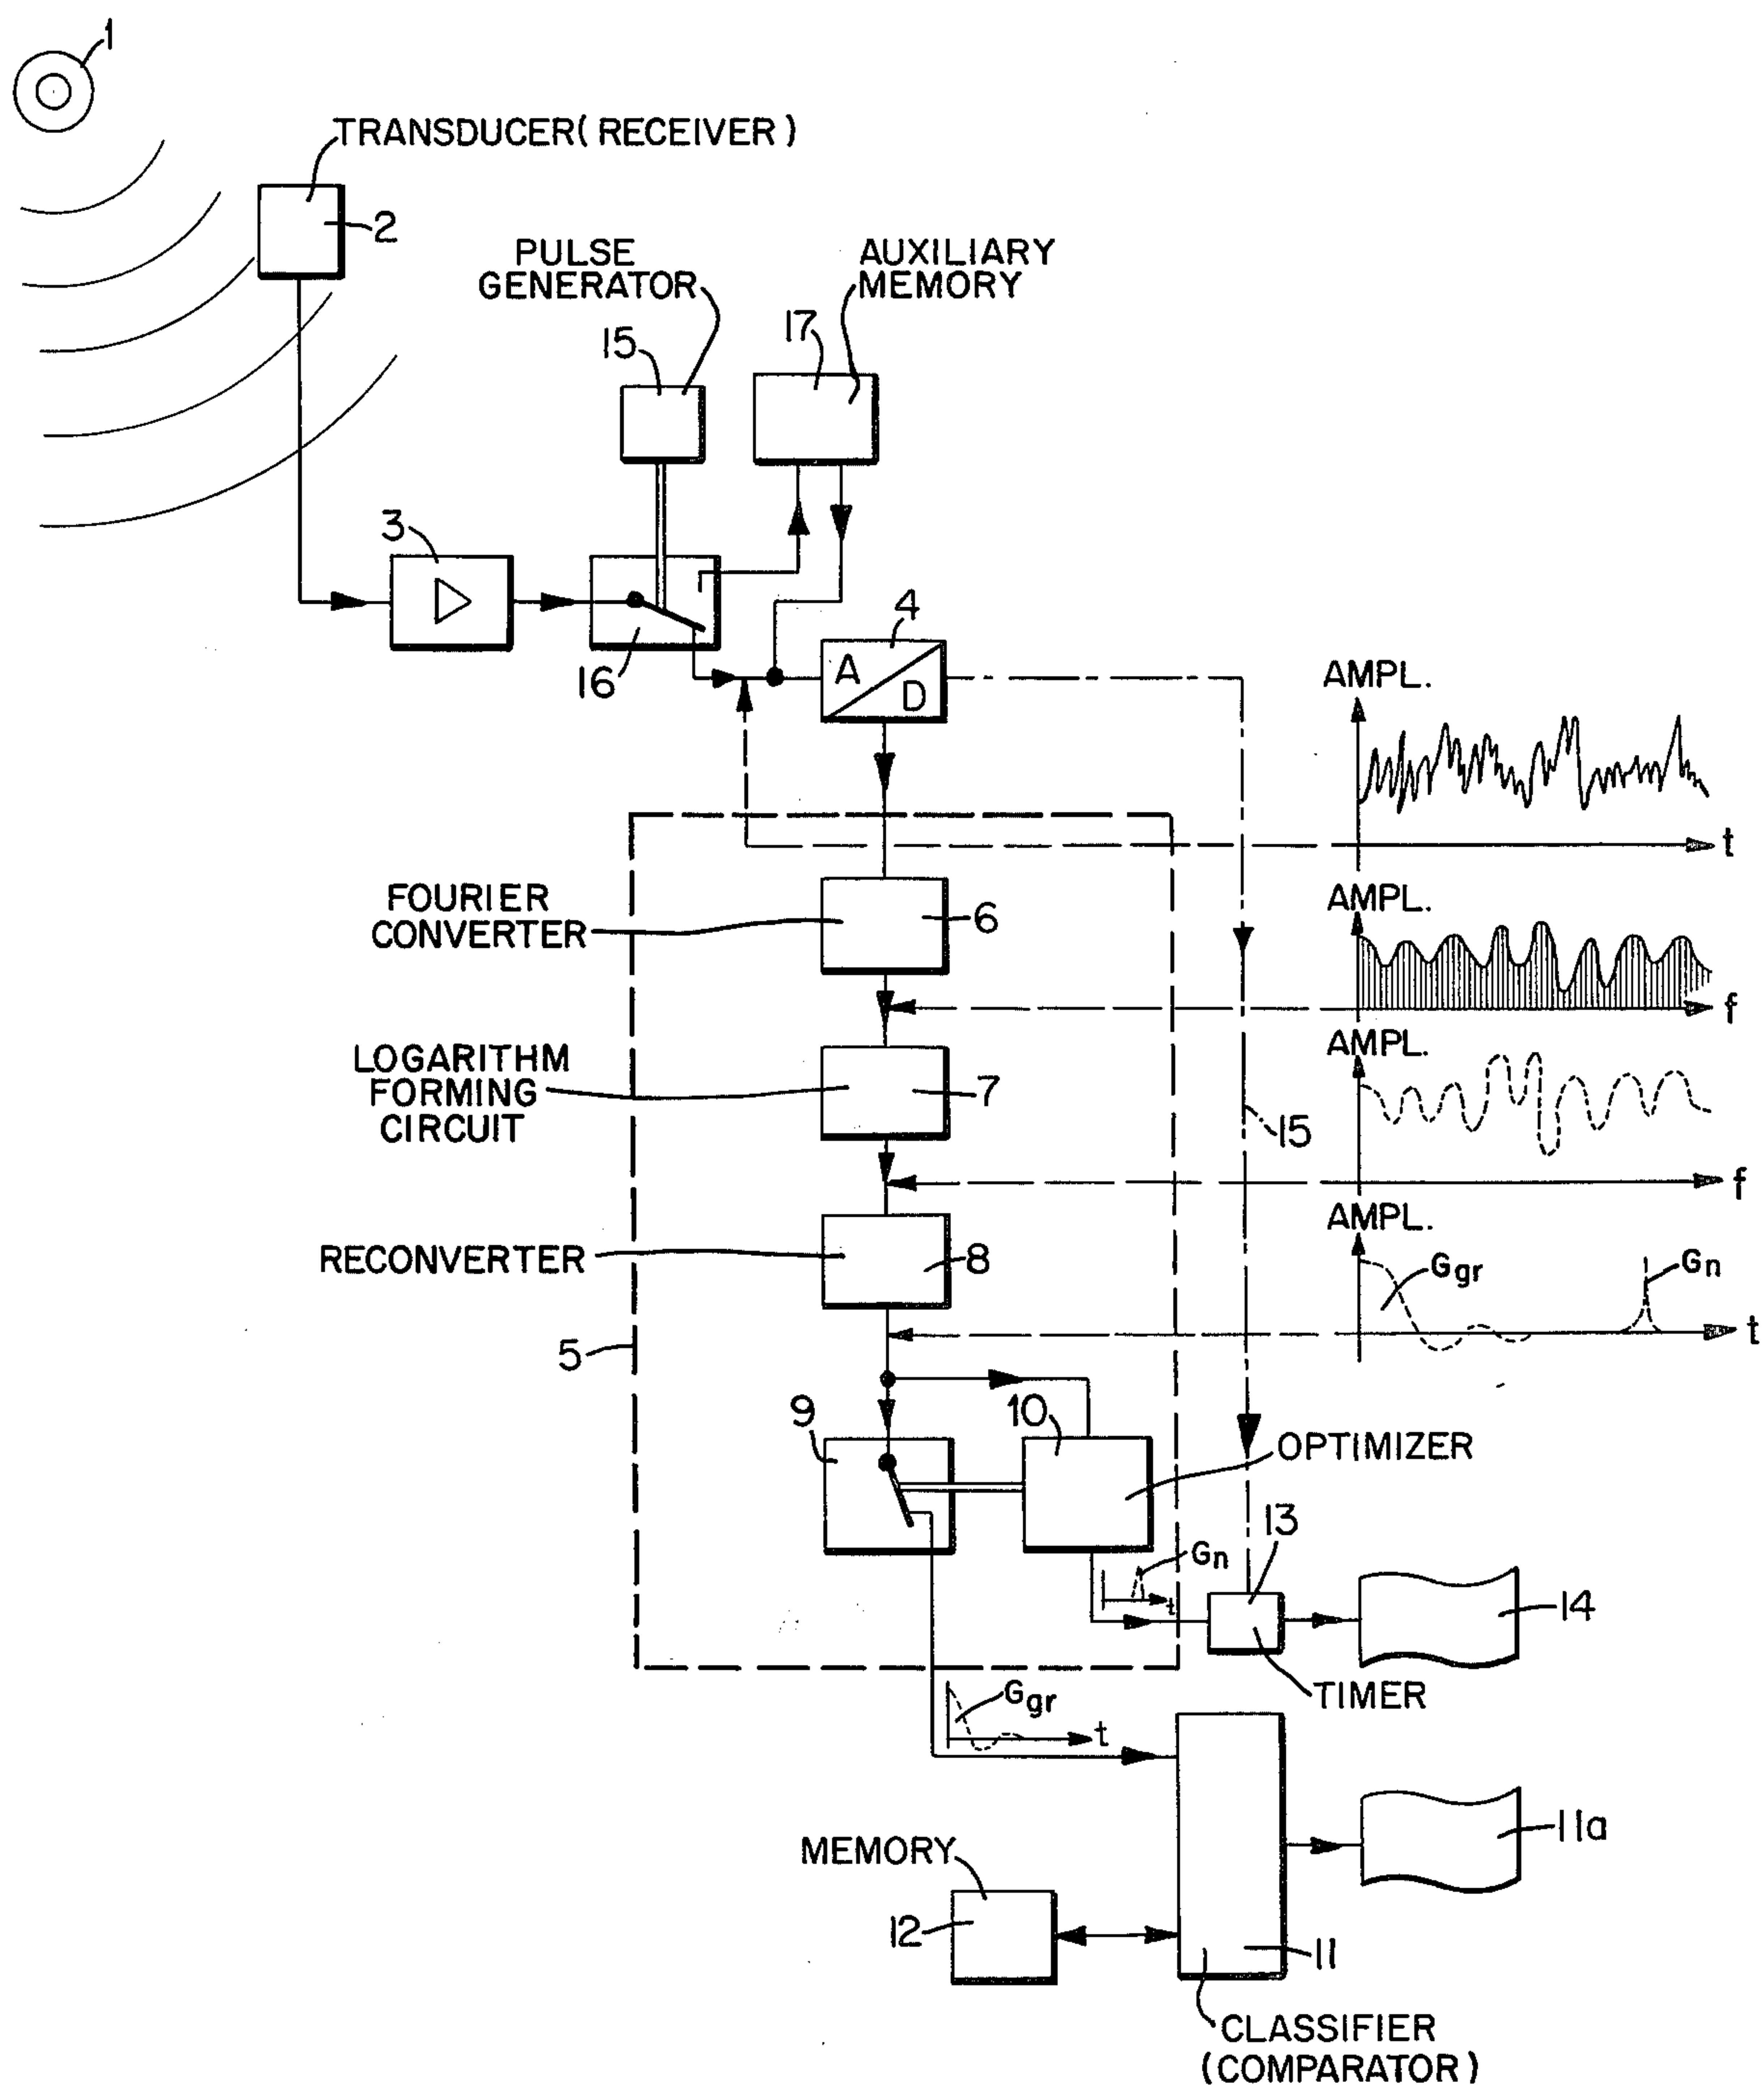 1
TRANSDUCER( RECEIVER )
2
PULSE
GENERATOR
AUXILIARY
MEMORY
15
17
3
16
4
A
D
AMPL.
t
FOURIER
CONVERTER
6
AMPL.
f
LOGARITHM
FORMING
CIRCUIT
7
AMPL.
15
f
RECONVERTER
8
AMPL.
Ggr
Gn
t
5
9
10
OPTIMIZER
13
Gn
t
14
TIMER
Ggr
t
11a
MEMORY
12
11
CLASSIFIER
(COMPARATOR)